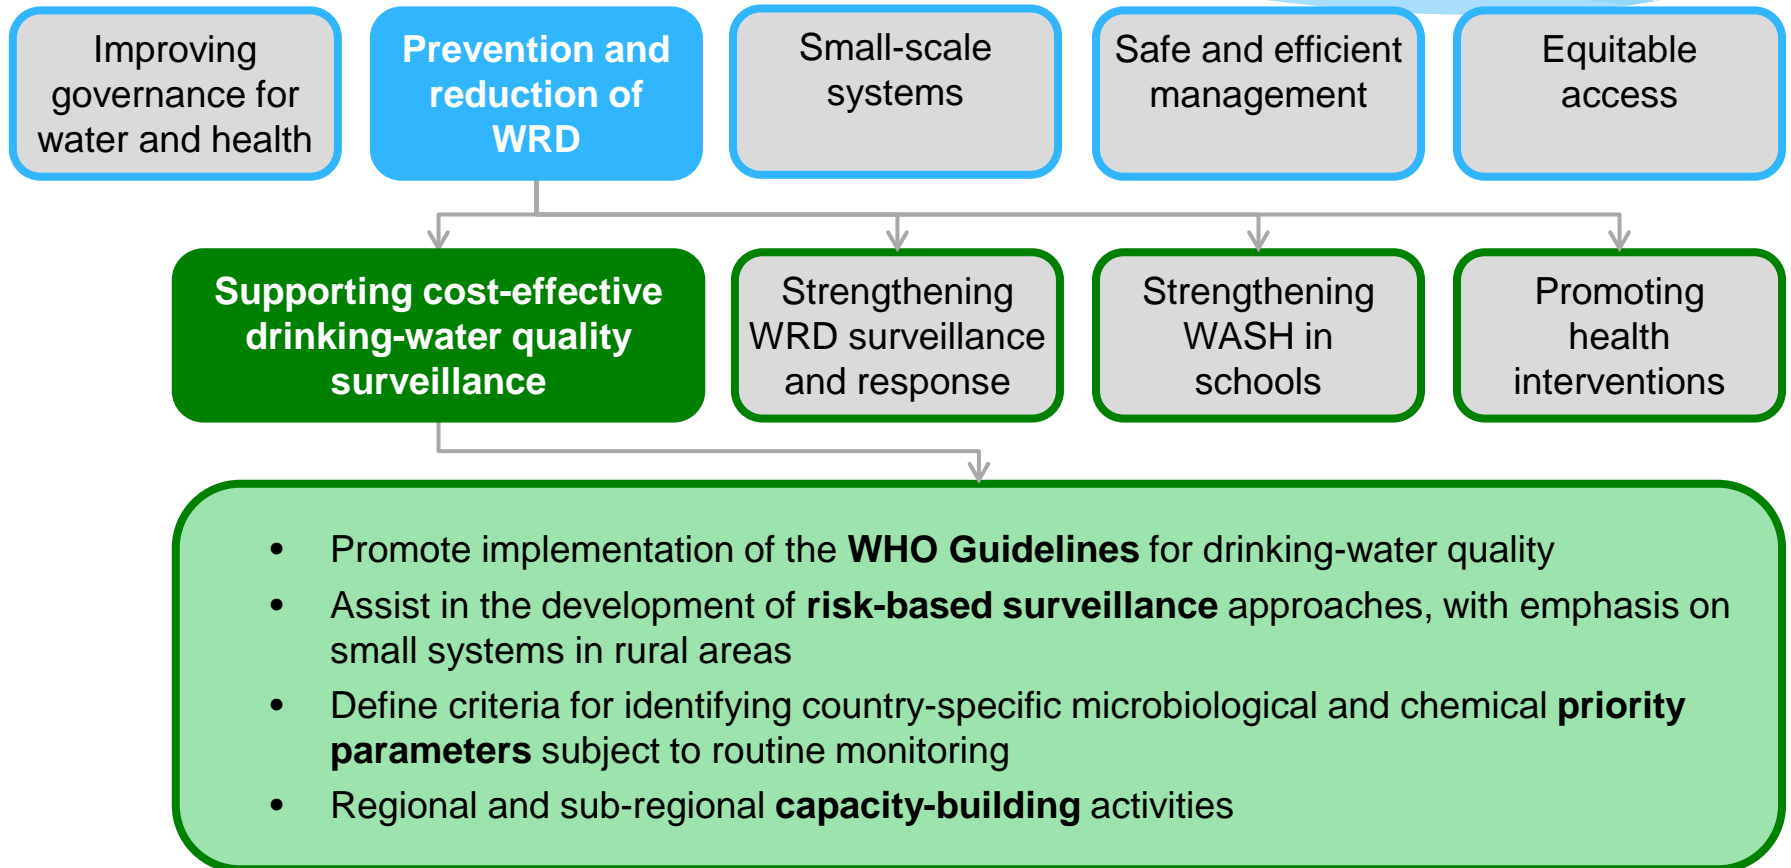 Improving
governance for
water and health
Prevention and
reduction of
WRD
Small-scale
systems
Safe and efficient
management
Equitable
access
Supporting cost-effective
drinking-water quality
surveillance
Strengthening
WRD surveillance
and response
Strengthening
WASH in
schools
Promoting
health
interventions
• Promote implementation of the WHO Guidelines for drinking-water quality
• Assist in the development of risk-based surveillance approaches, with emphasis on
small systems in rural areas
• Define criteria for identifying country-specific microbiological and chemical priority
parameters subject to routine monitoring
• Regional and sub-regional capacity-building activities